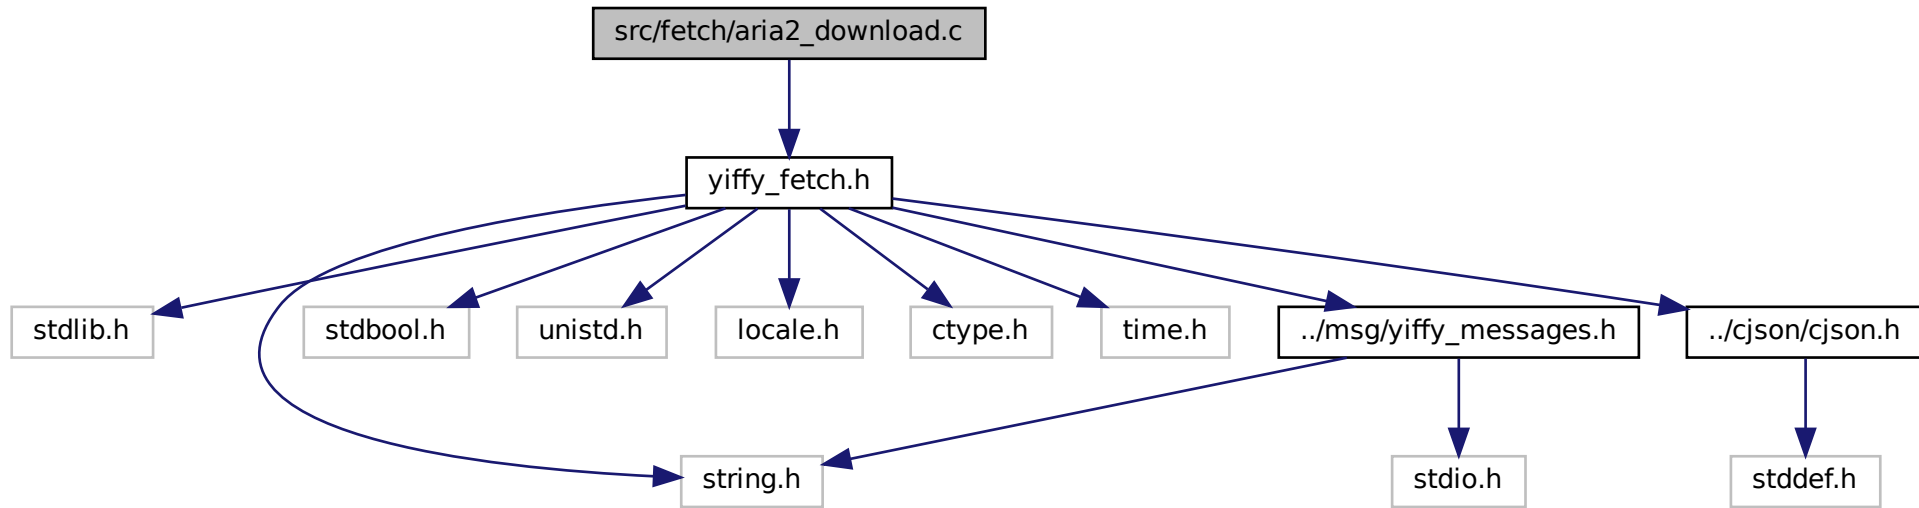 src/fetch/aria2_download.c
yiffy_fetch.h
stdlib.h
stdbool.h
unistd.h
locale.h
ctype.h
time.h
../msg/yiffy_messages.h
../cjson/cjson.h
string.h
stdio.h
stddef.h